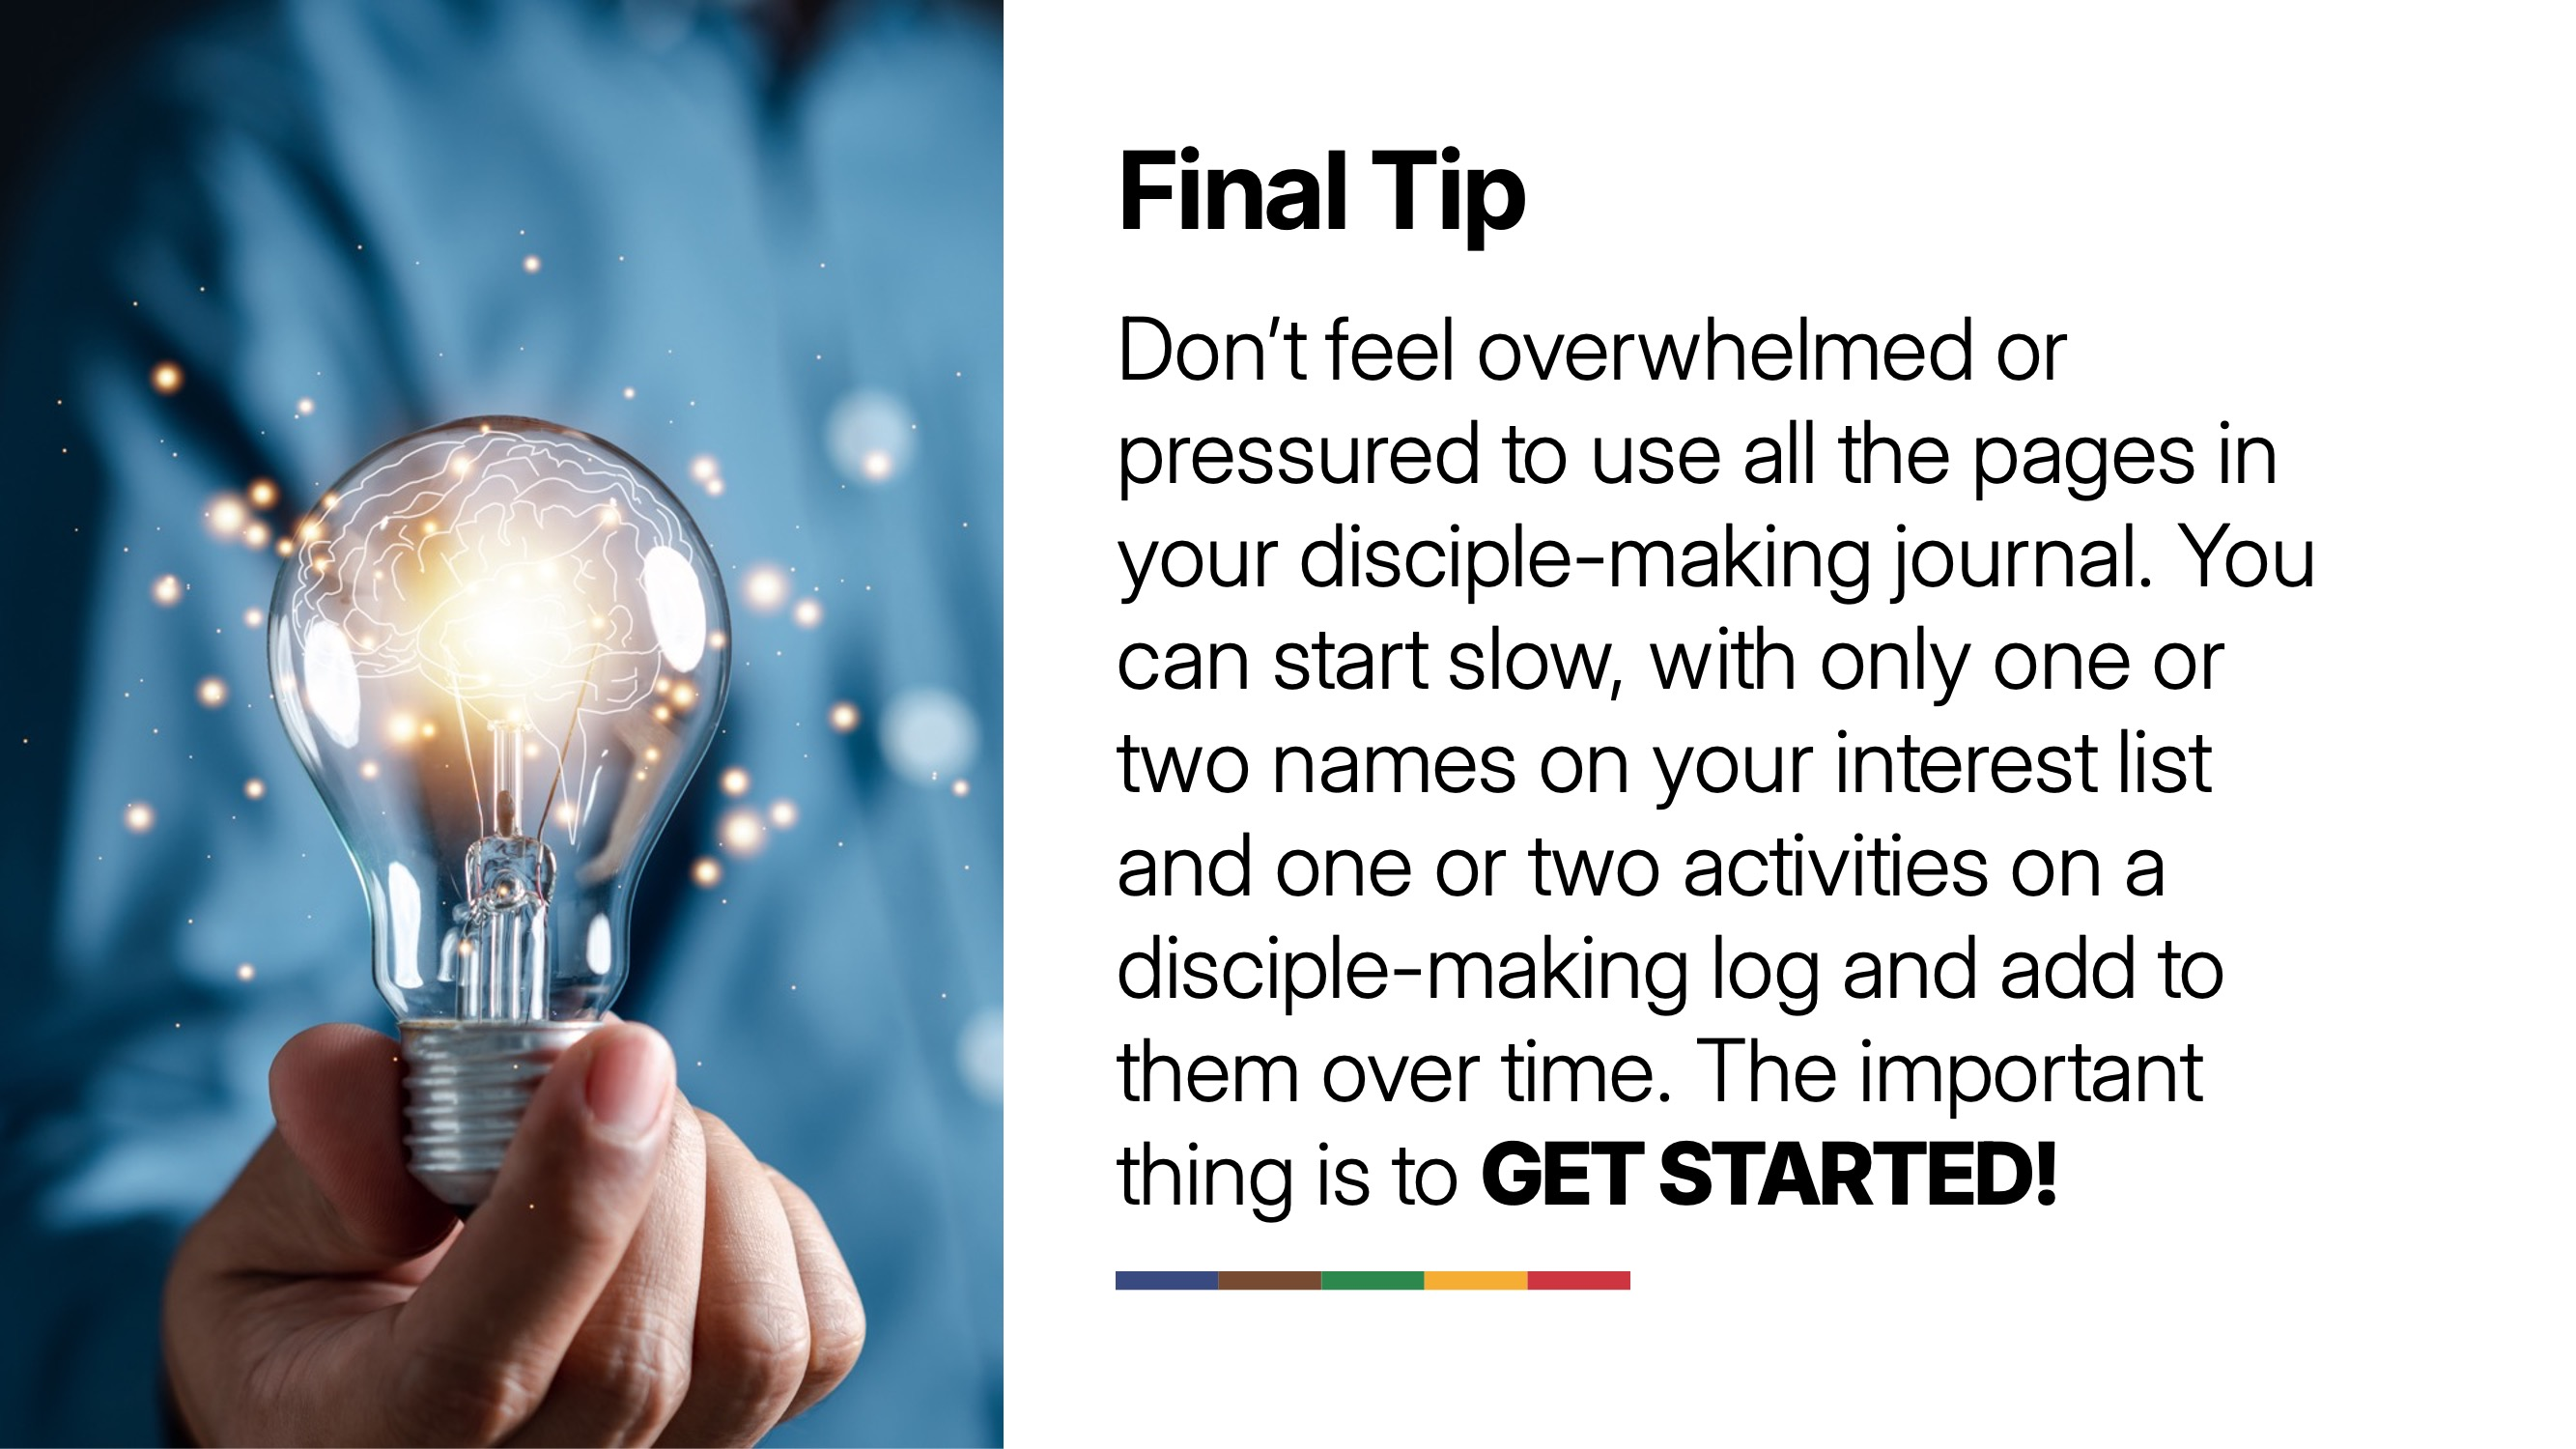 Final Tip
Don’t feel overwhelmed or
pressured to use all the pages in
your disciple-making journal. You
can start slow, with only one or
two names on your interest list
and one or two activities on a
disciple-making log and add to
them over time. The important
thing is to GET STARTED!